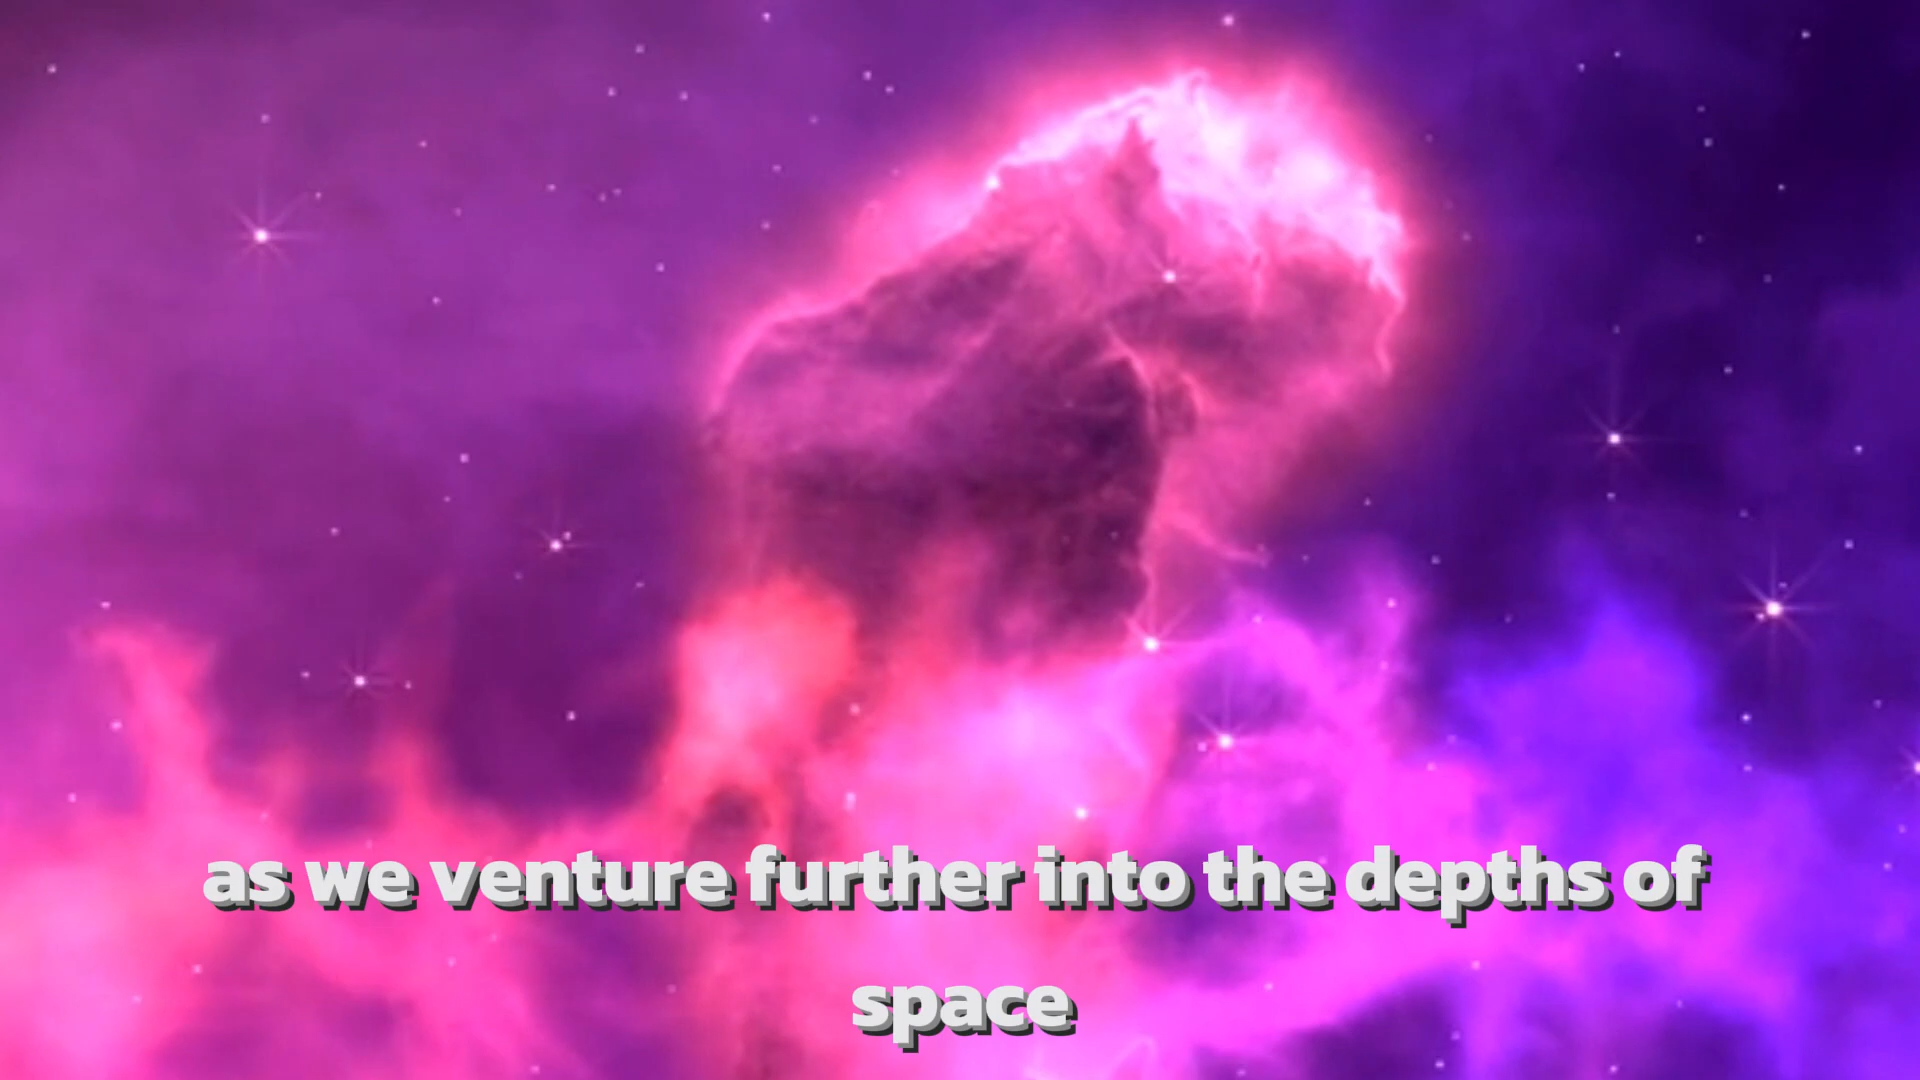 as we venture further into the depths of
space